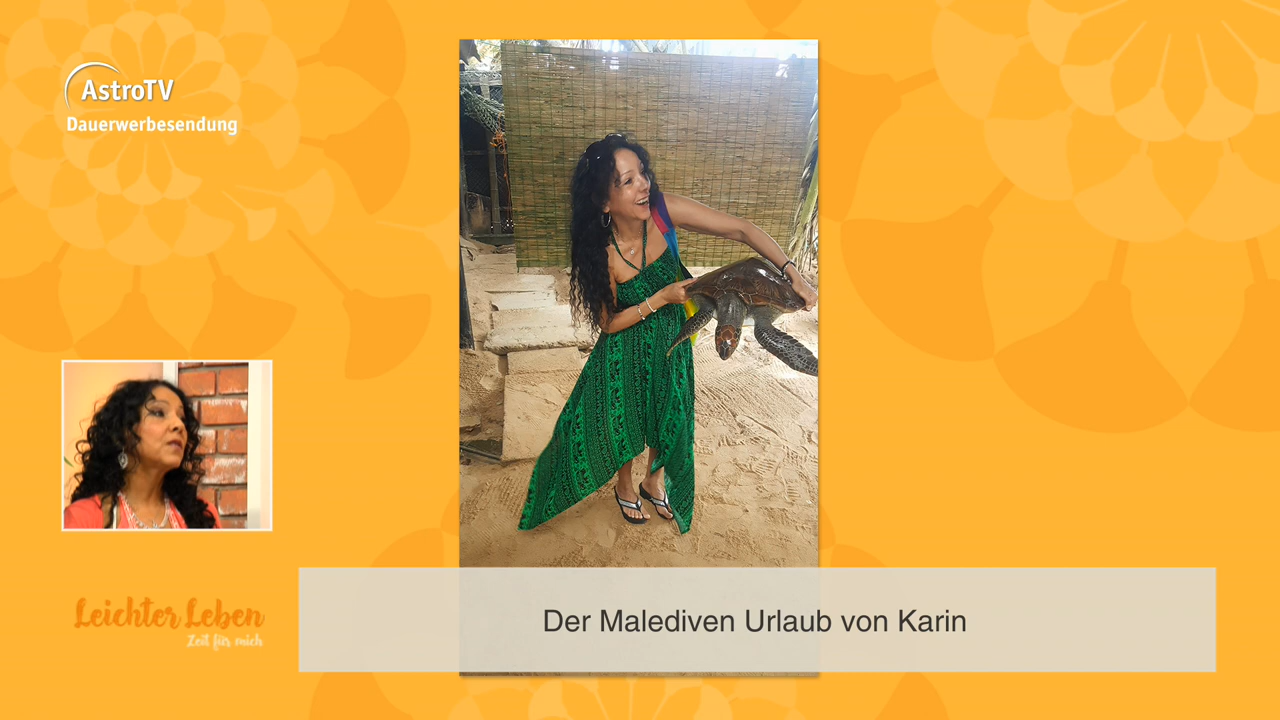 AstroTV
Dauerwerbesendung
Leichter Leben
Zeit für mich
Der Malediven Urlaub von Karin